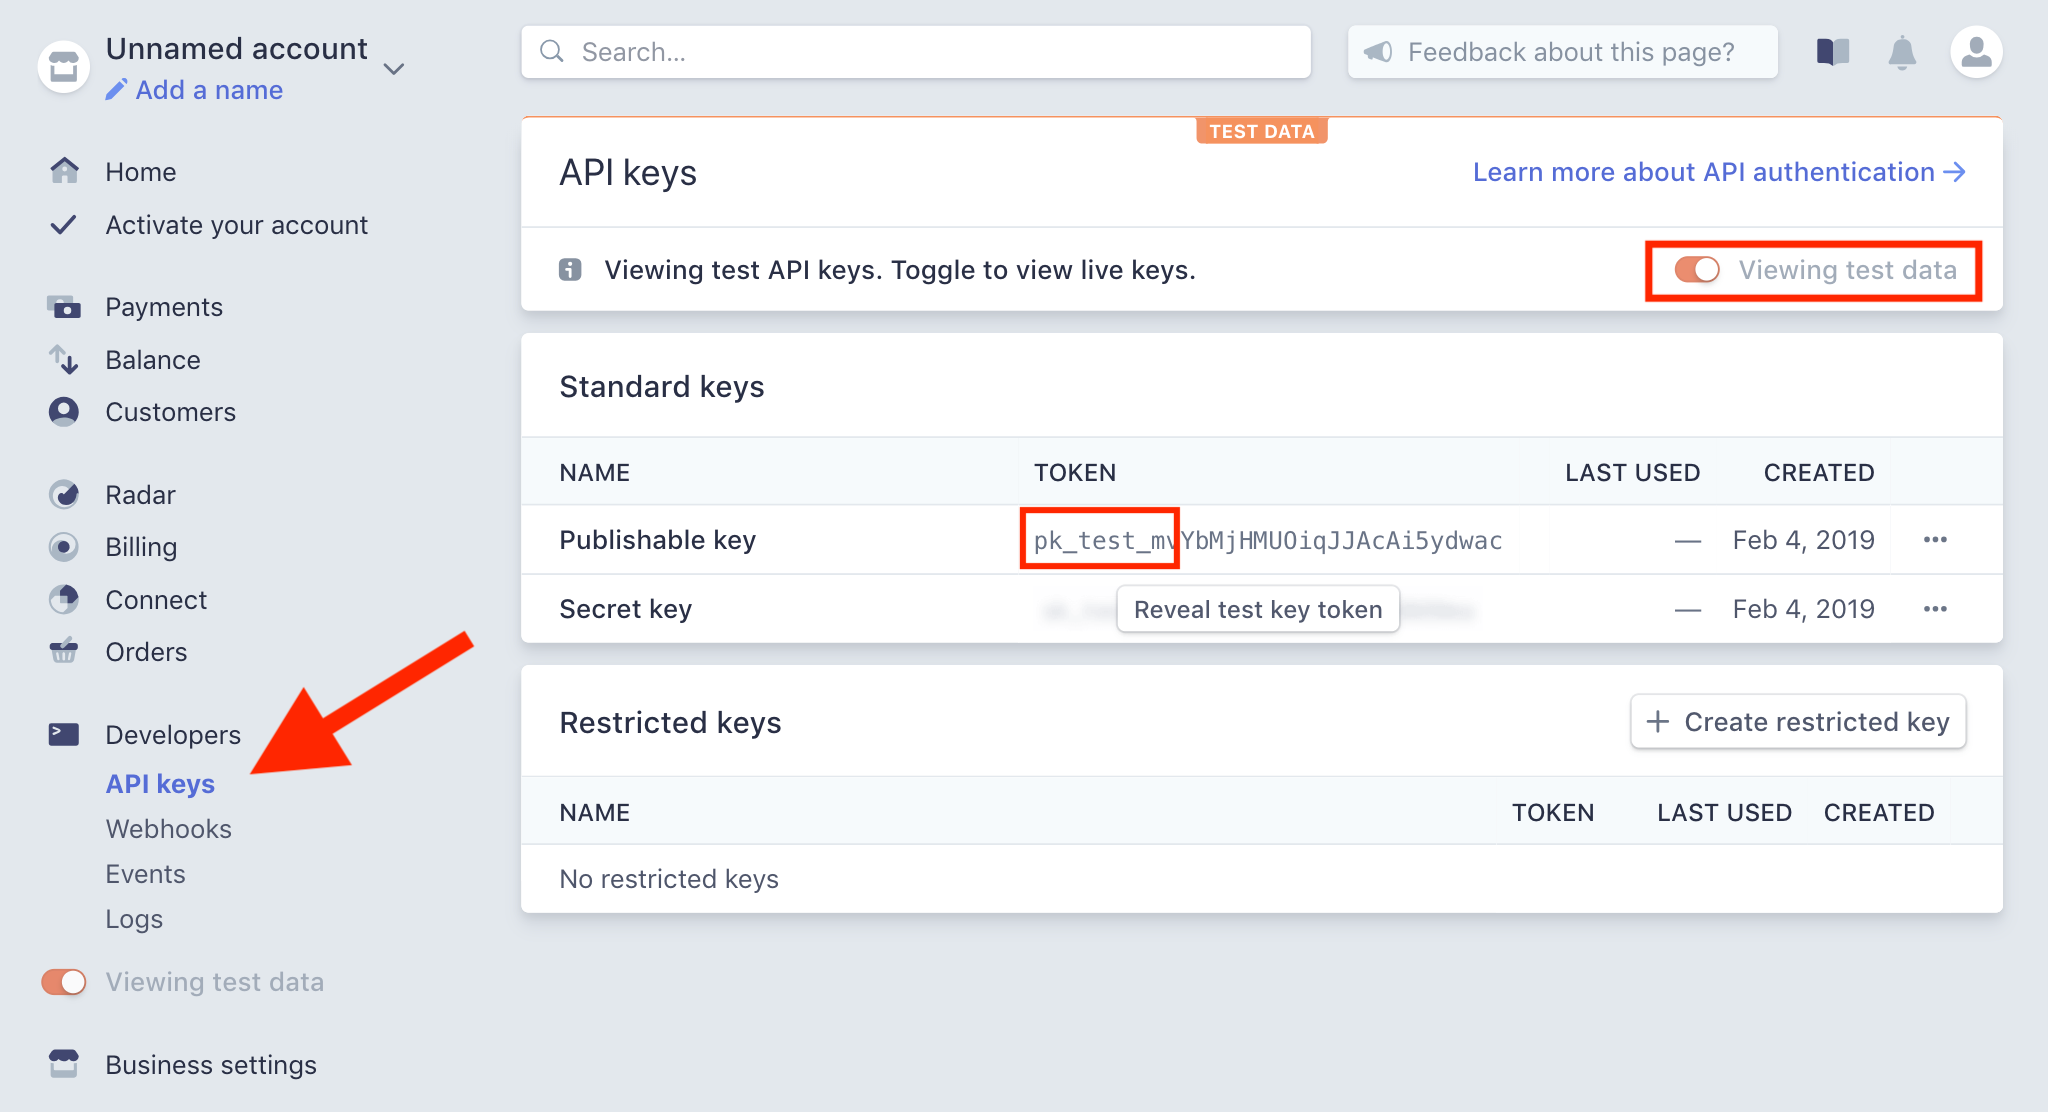 Unnamed account
Add a name
Search...
Feedback about this page?
Home
Activate your account
Payments
Balance
Customers
Radar
Billing
Connect
Orders
Developers
API keys
Webhooks
Events
Logs
Viewing test data
Business settings
TEST DATA
API keys
Learn more about API authentication
Viewing test API keys. Toggle to view live keys.
Viewing test data
Standard keys
NAME TOKEN LAST USED CREATED
Publishable key pk_test_mvYbMjHMUOiqJJAcAi5ydwac — Feb 4, 2019
Secret key Reveal test key token — Feb 4, 2019
Restricted keys
Create restricted key
NAME TOKEN LAST USED CREATED
No restricted keys